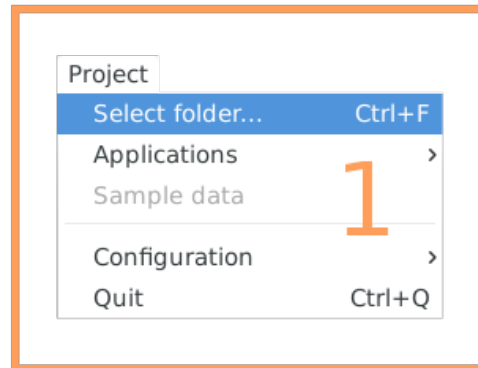 Project
Select folder... Ctrl+F
Applications >
Sample data
1
Configuration >
Quit Ctrl+Q